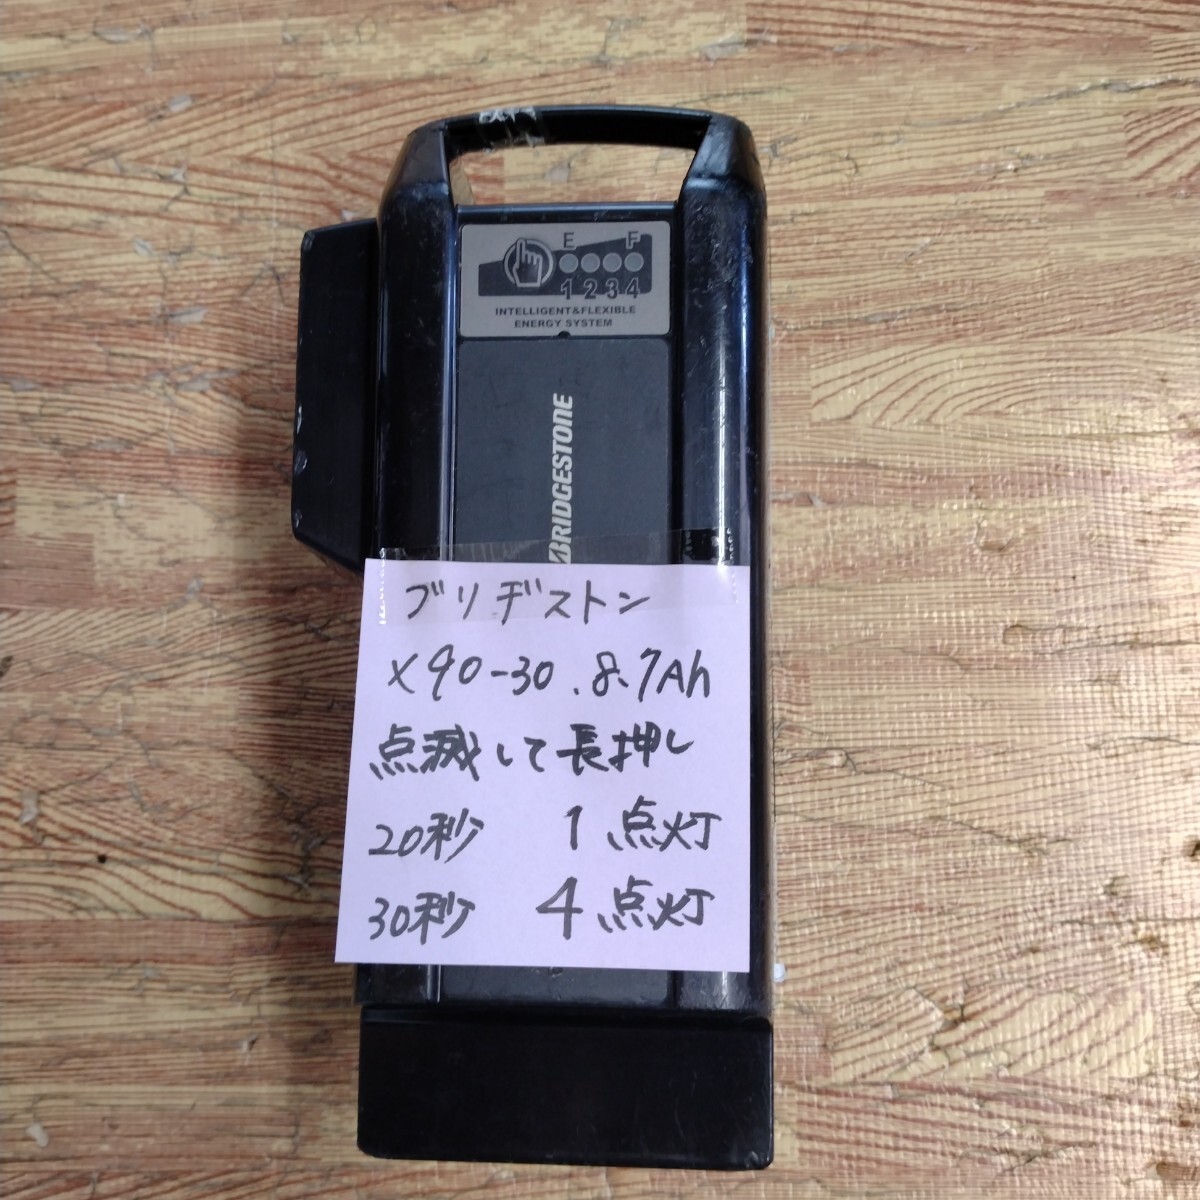 E F
1 2 3 4
INTELLIGENT&FLEXIBLE
ENERGY SYSTEM
BRIDGESTONE
ブリヂストン
X90-30.8.7Ah
点滅して長押し
20秒 1点灯
30秒 4点灯